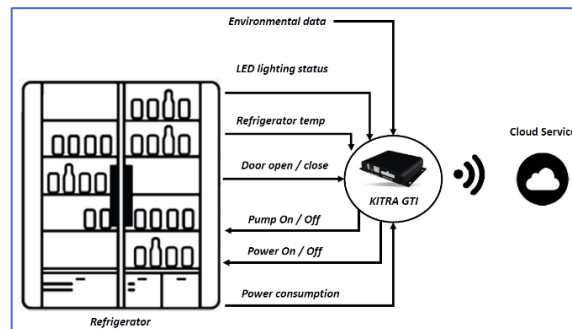 Environmental data
LED lighting status
Refrigerator temp
Cloud Service
Door open / close
KITRA GTI
Pump On / Off
Power On / Off
Power consumption
Refrigerator